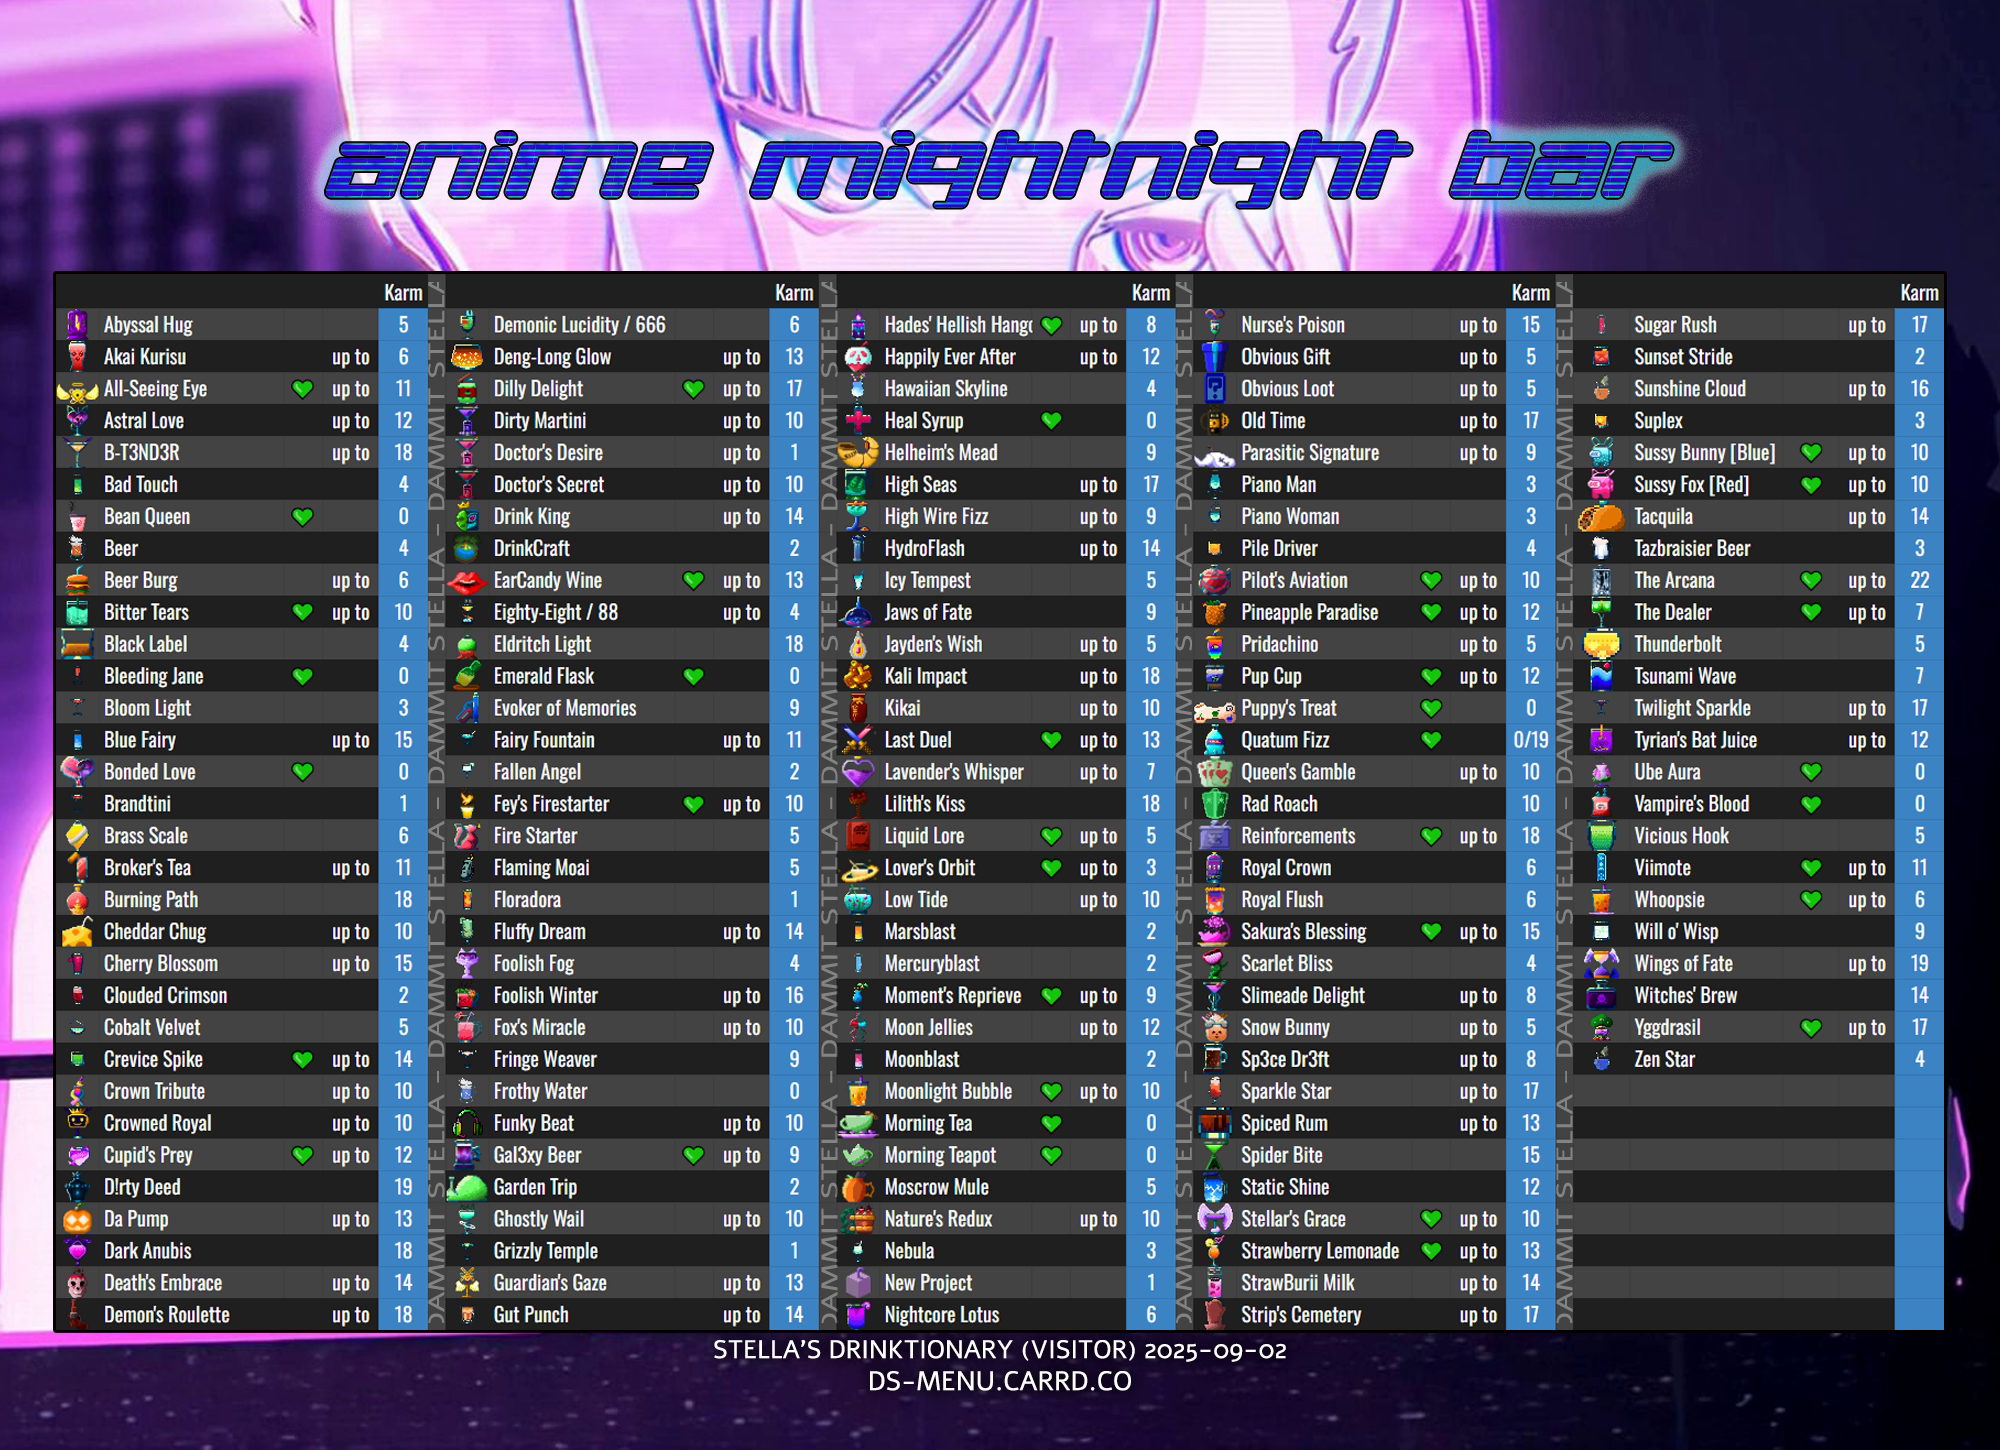 anime mightnight bar
Karm
Abyssal Hug 5
Akai Kurisu up to 6
All-Seeing Eye up to 11
Astral Love up to 12
B-T3ND3R up to 18
Bad Touch 4
Bean Queen 0
Beer 4
Beer Burg up to 6
Bitter Tears up to 10
Black Label 4
Bleeding Jane 0
Bloom Light 3
Blue Fairy up to 15
Bonded Love 0
Brandtini 1
Brass Scale 6
Broker's Tea up to 11
Burning Path 18
Cheddar Chug up to 10
Cherry Blossom up to 15
Clouded Crimson 2
Cobalt Velvet 5
Crevice Spike up to 14
Crown Tribute up to 10
Crowned Royal up to 10
Cupid's Prey up to 12
D!rty Deed 19
Da Pump up to 13
Dark Anubis 18
Death's Embrace up to 14
Demon's Roulette up to 18
Karm
Demonic Lucidity / 666 6
Deng-Long Glow up to 13
Dilly Delight up to 17
Dirty Martini up to 10
Doctor's Desire up to 1
Doctor's Secret up to 10
Drink King up to 14
DrinkCraft 2
EarCandy Wine up to 13
Eighty-Eight / 88 up to 4
Eldritch Light 18
Emerald Flask 0
Evoker of Memories 9
Fairy Fountain up to 11
Fallen Angel 2
Fey's Firestarter up to 10
Fire Starter 5
Flaming Moai 5
Floradora 1
Fluffy Dream up to 14
Foolish Fog 4
Foolish Winter up to 16
Fox's Miracle up to 10
Fringe Weaver 9
Frothy Water 0
Funky Beat up to 10
Gal3xy Beer up to 9
Garden Trip 2
Ghostly Wail up to 10
Grizzly Temple 1
Guardian's Gaze up to 13
Gut Punch up to 14
Karm
Hades' Hellish Hang up to 8
Happily Ever After up to 12
Hawaiian Skyline 4
Heal Syrup 0
Helheim's Mead 9
High Seas up to 17
High Wire Fizz up to 9
HydroFlash up to 14
Icy Tempest 5
Jaws of Fate 9
Jayden's Wish up to 5
Kali Impact up to 18
Kikai up to 10
Last Duel up to 13
Lavender's Whisper up to 7
Lilith's Kiss 18
Liquid Lore up to 5
Lover's Orbit up to 3
Low Tide up to 10
Marsblast 2
Mercuryblast 2
Moment's Reprieve up to 9
Moon Jellies up to 12
Moonblast 2
Moonlight Bubble up to 10
Morning Tea 0
Morning Teapot 0
Moscrow Mule 5
Nature's Redux up to 10
Nebula 3
New Project 1
Nightcore Lotus 6
Karm
Nurse's Poison up to 15
Obvious Gift up to 5
Obvious Loot up to 5
Old Time up to 17
Parasitic Signature up to 9
Piano Man 3
Piano Woman 3
Pile Driver 4
Pilot's Aviation up to 10
Pineapple Paradise up to 12
Pridachino up to 5
Pup Cup up to 12
Puppy's Treat 0
Quatum Fizz 0/19
Queen's Gamble up to 10
Rad Roach 10
Reinforcements up to 18
Royal Crown 6
Royal Flush 6
Sakura's Blessing up to 15
Scarlet Bliss 4
Slimeade Delight up to 8
Snow Bunny up to 5
Sp3ce Dr3ft up to 8
Sparkle Star up to 17
Spiced Rum up to 13
Spider Bite 15
Static Shine 12
Stellar's Grace up to 10
Strawberry Lemonade up to 13
StrawBurii Milk up to 14
Strip's Cemetery up to 17
Karm
Sugar Rush up to 17
Sunset Stride 2
Sunshine Cloud up to 16
Suplex 3
Sussy Bunny [Blue] up to 10
Sussy Fox [Red] up to 10
Tacquila up to 14
Tazbraisier Beer 3
The Arcana up to 22
The Dealer up to 7
Thunderbolt 5
Tsunami Wave 7
Twilight Sparkle up to 17
Tyrian's Bat Juice up to 12
Ube Aura 0
Vampire's Blood 0
Vicious Hook 5
Viimote up to 11
Whoopsie up to 6
Will o' Wisp 9
Wings of Fate up to 19
Witches' Brew 14
Yggdrasil up to 17
Zen Star 4
STELLA - DAMMIT STELLA - DAMMIT STELLA - DAMMIT
STELLA - DAMMIT STELLA - DAMMIT STELLA - DAMMIT
STELLA - DAMMIT STELLA - DAMMIT STELLA - DAMMIT
STELLA - DAMMIT STELLA - DAMMIT STELLA - DAMMIT
STELLA'S DRINKTIONARY (VISITOR) 2025-09-02
DS-MENU.CARRD.CO